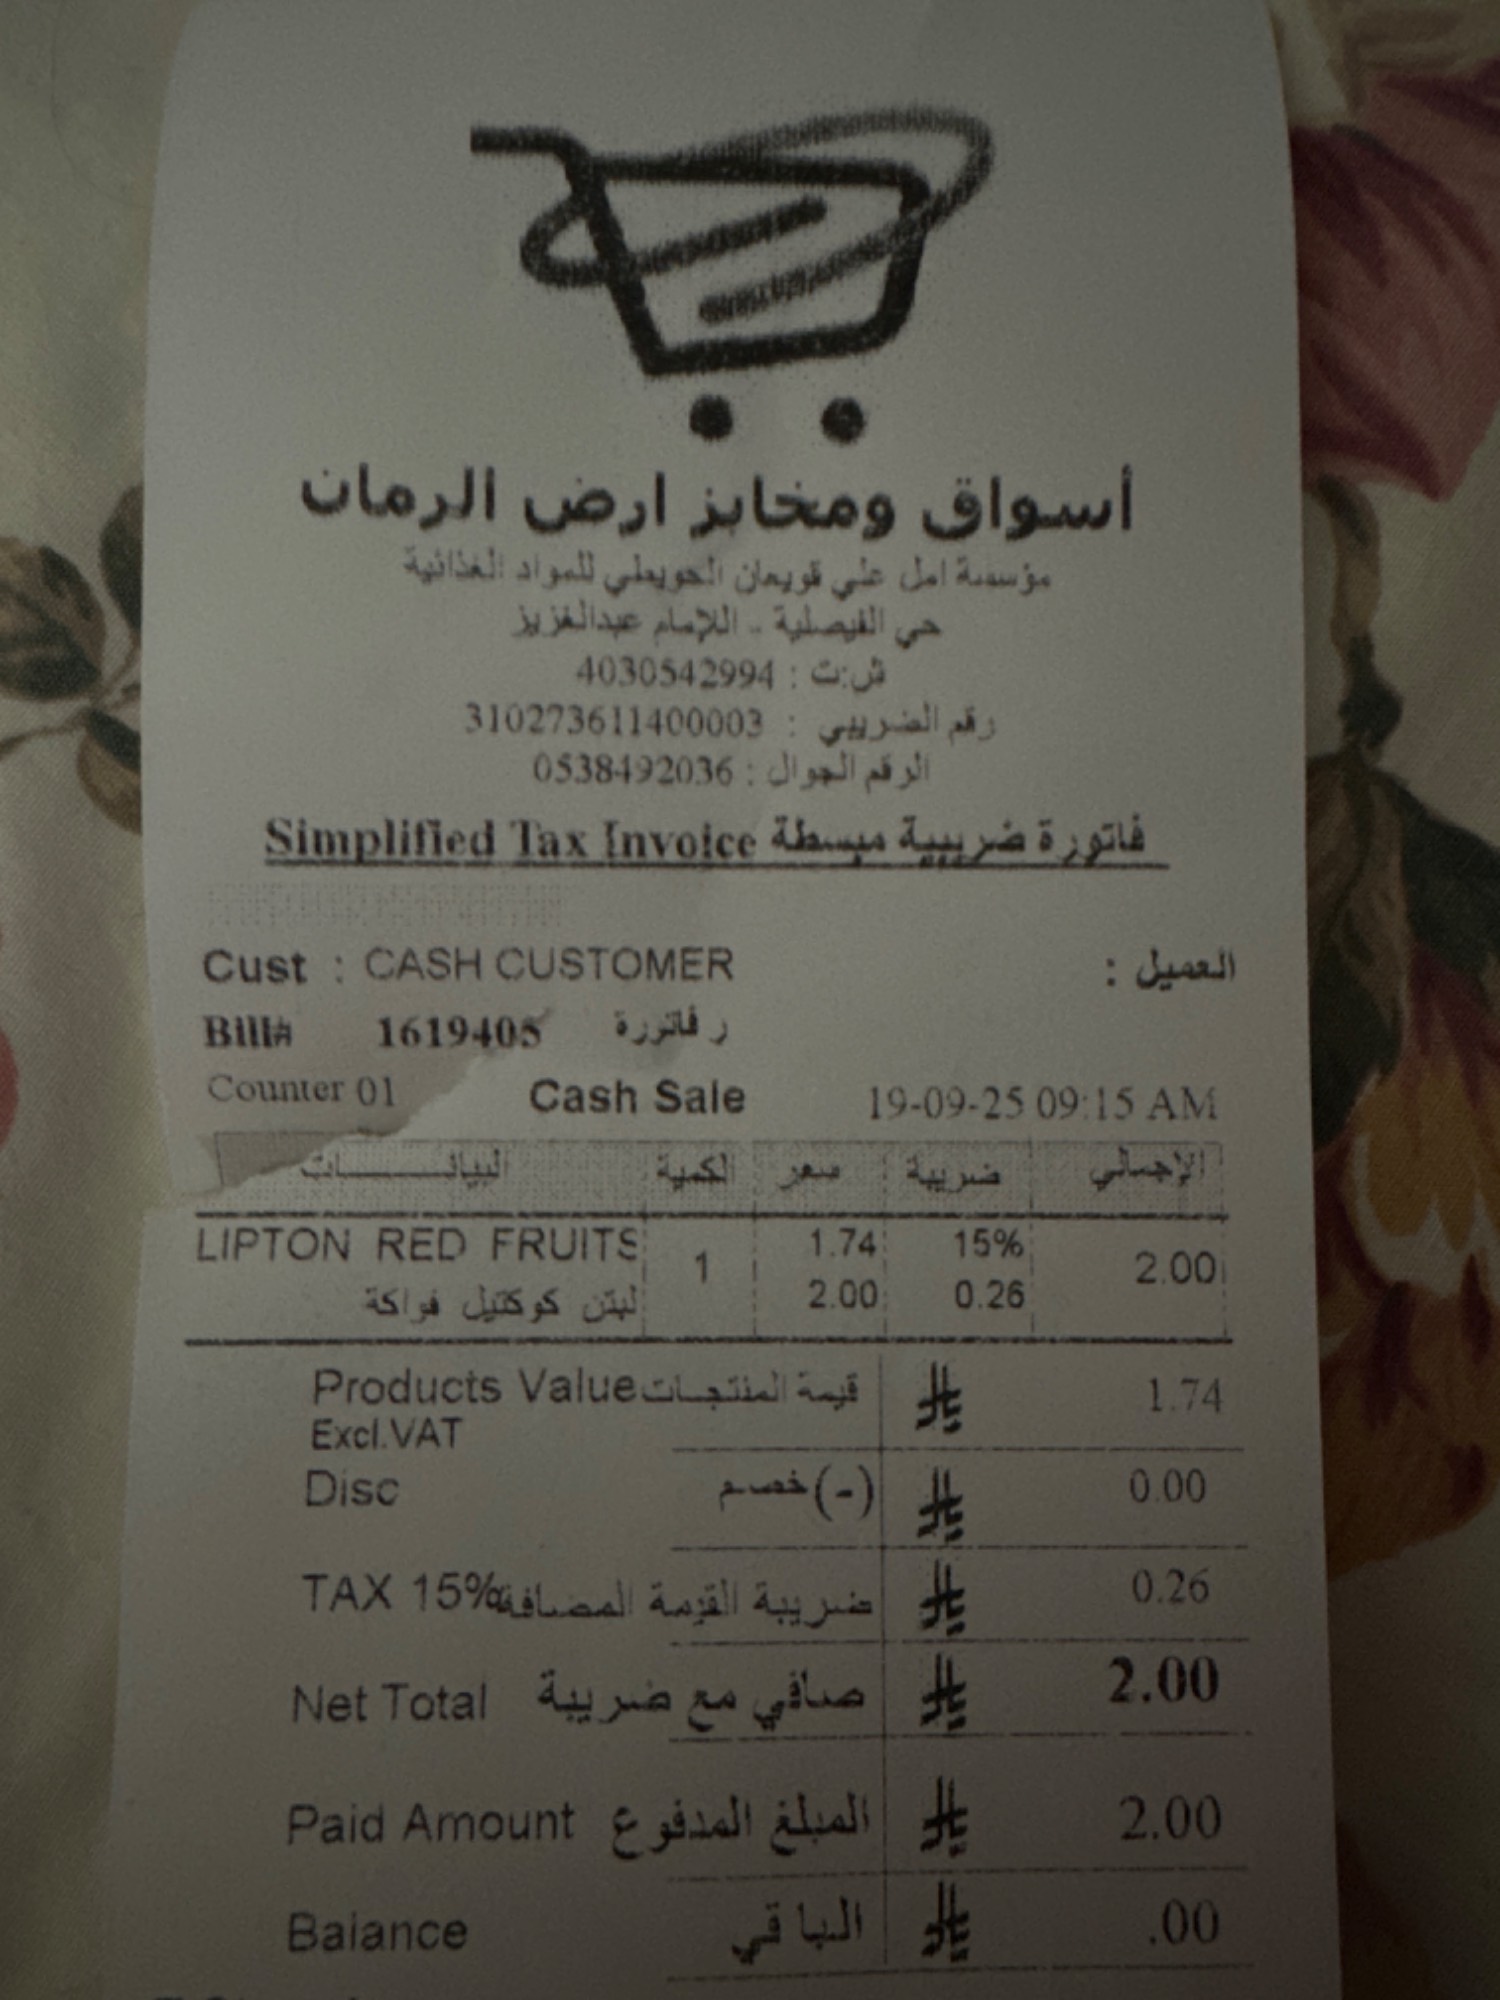 أسواق ومخابز ارض الرمان
مؤسسة امل علي قويعان الحويطي للمواد الغذائية
حي الفيصلية - اللإمام عبدالعزيز
ش:ت : 4030542994
رقم الضريبي : 310273611400003
الرقم الجوال : 0538492036
Simplified Tax Invoice فاتورة ضريبية مبسطة
Cust : CASH CUSTOMER العميل :
Bill# 1619405 ر فاتورة
Counter 01 Cash Sale 19-09-25 09:15 AM
البيانـــــــات الكمية سعر ضريبة الإجمالي
LIPTON RED FRUITS 1 1.74 15% 2.00
لبتن كوكتيل فواكة 2.00 0.26
Products Value قيمة المنتجات 1.74
Excl.VAT
Disc خصم (-) 0.00
TAX 15% ضريبة القيمة المضافة 0.26
Net Total صافي مع ضريبة 2.00
Paid Amount المبلغ المدفوع 2.00
Balance الباقي .00